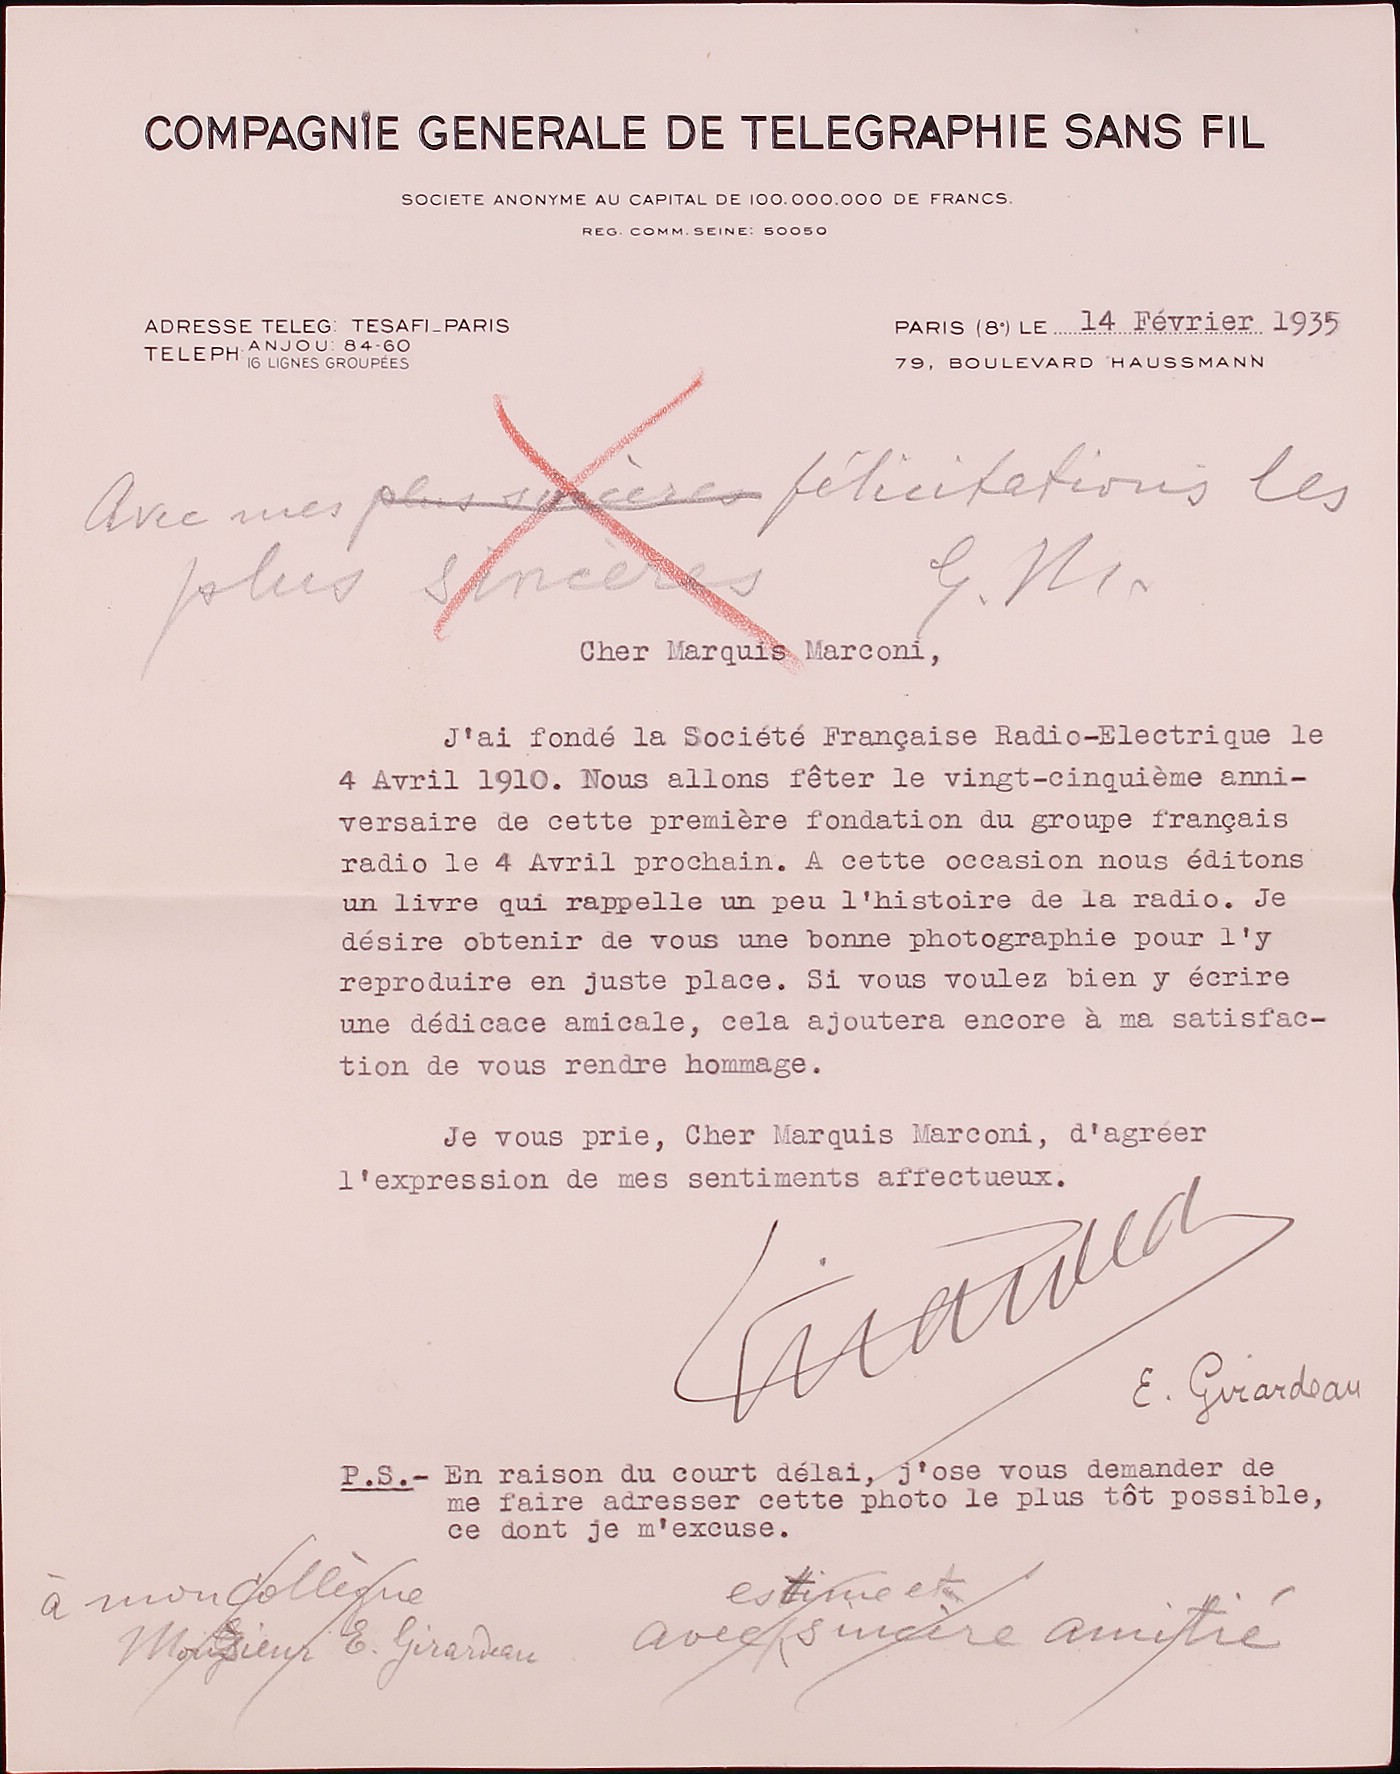 COMPAGNIE GENERALE DE TELEGRAPHIE SANS FIL
SOCIETE ANONYME AU CAPITAL DE 100.000.000 DE FRANCS.
REG. COMM. SEINE: 50050
ADRESSE TELEG: TESAFI_PARIS
TELEPH: ANJOU: 84-60
16 LIGNES GROUPÉES
PARIS (8e) LE 14 Février 1935
79, BOULEVARD HAUSSMANN
Avec mes plus sincères félicitations les
plus sincères G. M.
Cher Marquis Marconi,
J'ai fondé la Société Française Radio-Electrique le
4 Avril 1910. Nous allons fêter le vingt-cinquième anni-
versaire de cette première fondation du groupe français
radio le 4 Avril prochain. A cette occasion nous éditons
un livre qui rappelle un peu l'histoire de la radio. Je
désire obtenir de vous une bonne photographie pour l'y
reproduire en juste place. Si vous voulez bien y écrire
une dédicace amicale, cela ajoutera encore à ma satisfac-
tion de vous rendre hommage.
Je vous prie, Cher Marquis Marconi, d'agréer
l'expression de mes sentiments affectueux.
Girardeau
E. Girardeau
P.S.- En raison du court délai, j'ose vous demander de
me faire adresser cette photo le plus tôt possible,
ce dont je m'excuse.
à mon Collègue
Monsieur E. Girardeau
estime et
avec sincère amitié